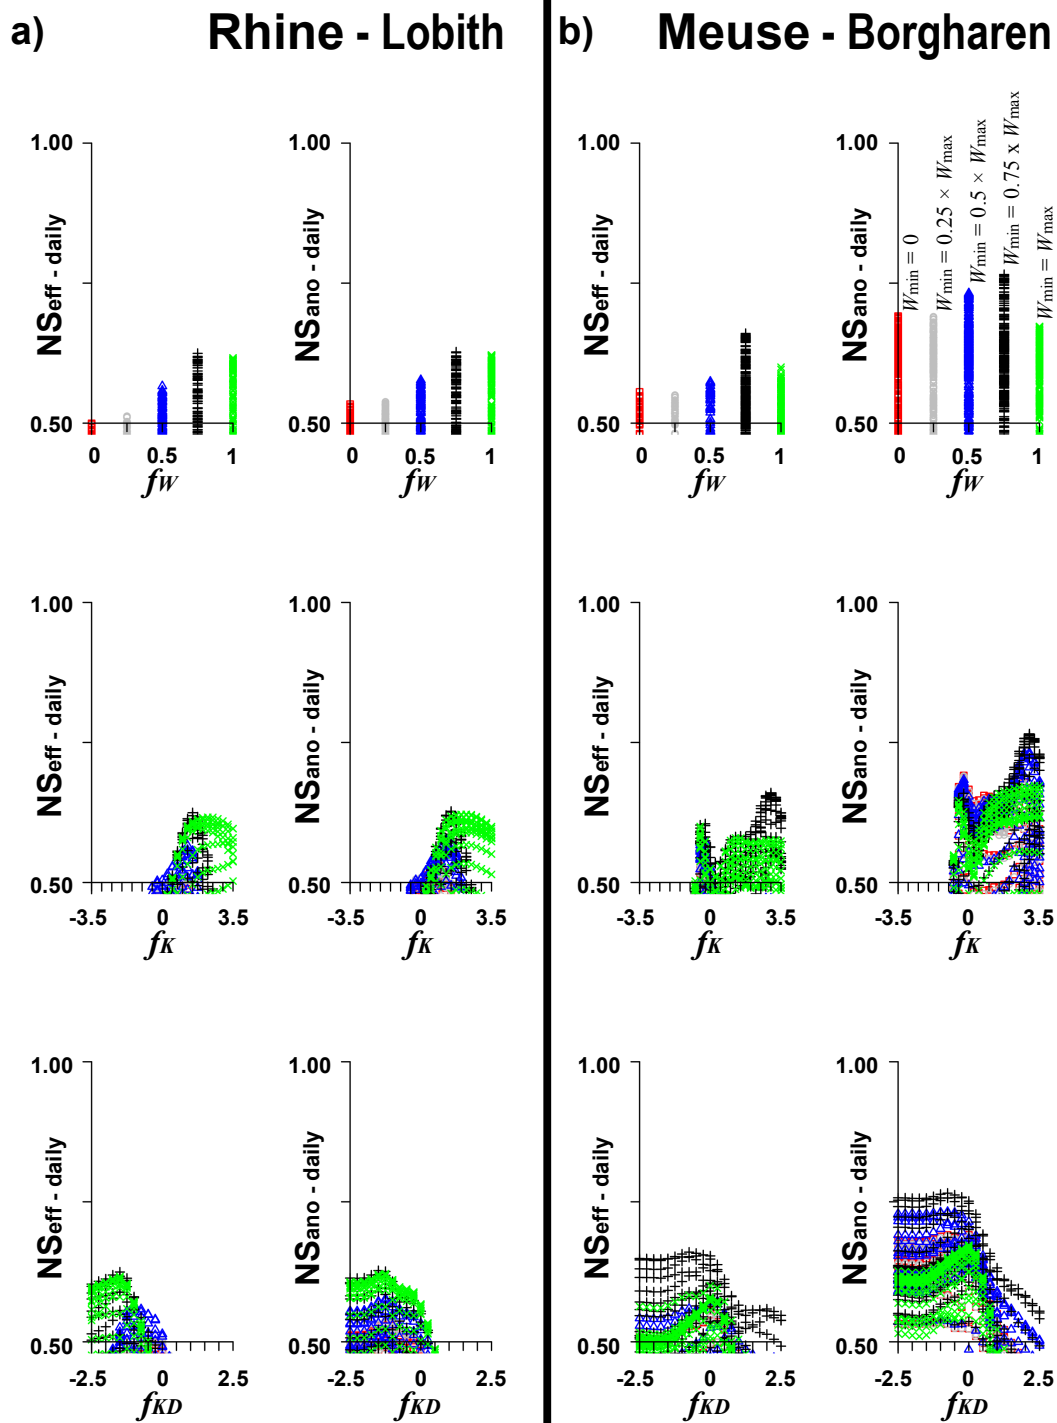 a) Rhine - Lobith
b) Meuse - Borgharen
1.00
NSeff - daily
0.50
0 0.5 1
fW
1.00
NSano - daily
0.50
0 0.5 1
fW
1.00
NSeff - daily
0.50
0 0.5 1
fW
1.00
NSano - daily
0.50
Wmin = 0
Wmin = 0.25 × Wmax
Wmin = 0.5 × Wmax
Wmin = 0.75 x Wmax
Wmin = Wmax
0 0.5 1
fW
1.00
NSeff - daily
0.50
-3.5 0 3.5
fK
1.00
NSano - daily
0.50
-3.5 0 3.5
fK
1.00
NSeff - daily
0.50
-3.5 0 3.5
fK
1.00
NSano - daily
0.50
-3.5 0 3.5
fK
1.00
NSeff - daily
0.50
-2.5 0 2.5
fKD
1.00
NSano - daily
0.50
-2.5 0 2.5
fKD
1.00
NSeff - daily
0.50
-2.5 0 2.5
fKD
1.00
NSano - daily
0.50
-2.5 0 2.5
fKD